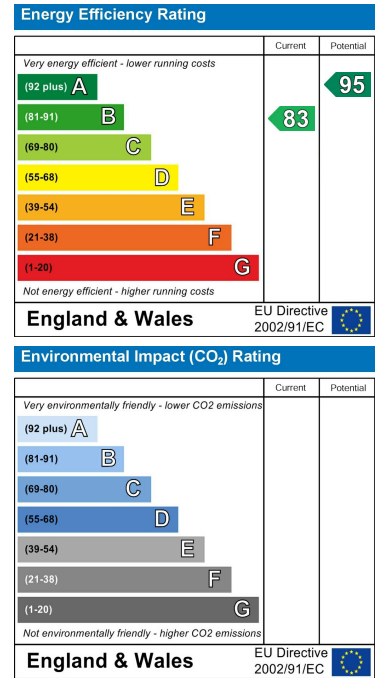 Energy Efficiency Rating
Current Potential
Very energy efficient - lower running costs
(92 plus) A
95
(81-91) B
83
(69-80) C
(55-68) D
(39-54) E
(21-38) F
(1-20) G
Not energy efficient - higher running costs
England & Wales
EU Directive
2002/91/EC
Environmental Impact (CO₂) Rating
Current Potential
Very environmentally friendly - lower CO2 emissions
(92 plus) A
(81-91) B
(69-80) C
(55-68) D
(39-54) E
(21-38) F
(1-20) G
Not environmentally friendly - higher CO2 emissions
England & Wales
EU Directive
2002/91/EC